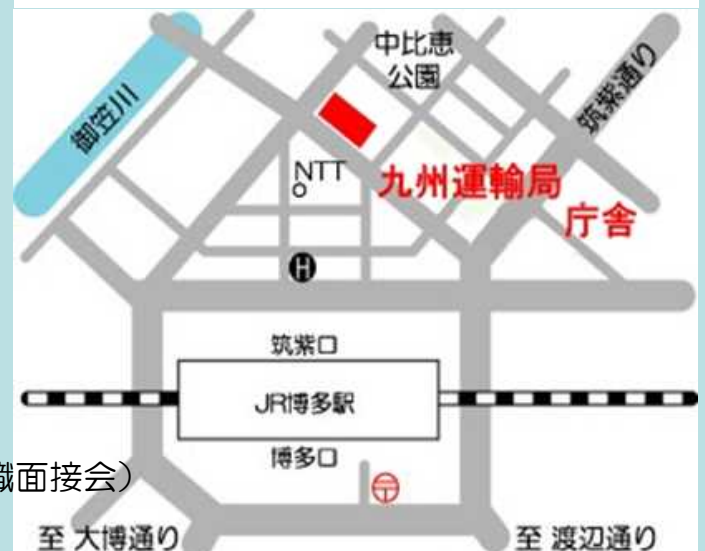 中比恵
公園
筑紫通り
御笠川
NTT
九州運輸局
庁舎
H
筑紫口
JR博多駅
博多口
職面接会）
至 大博通り
至 渡辺通り